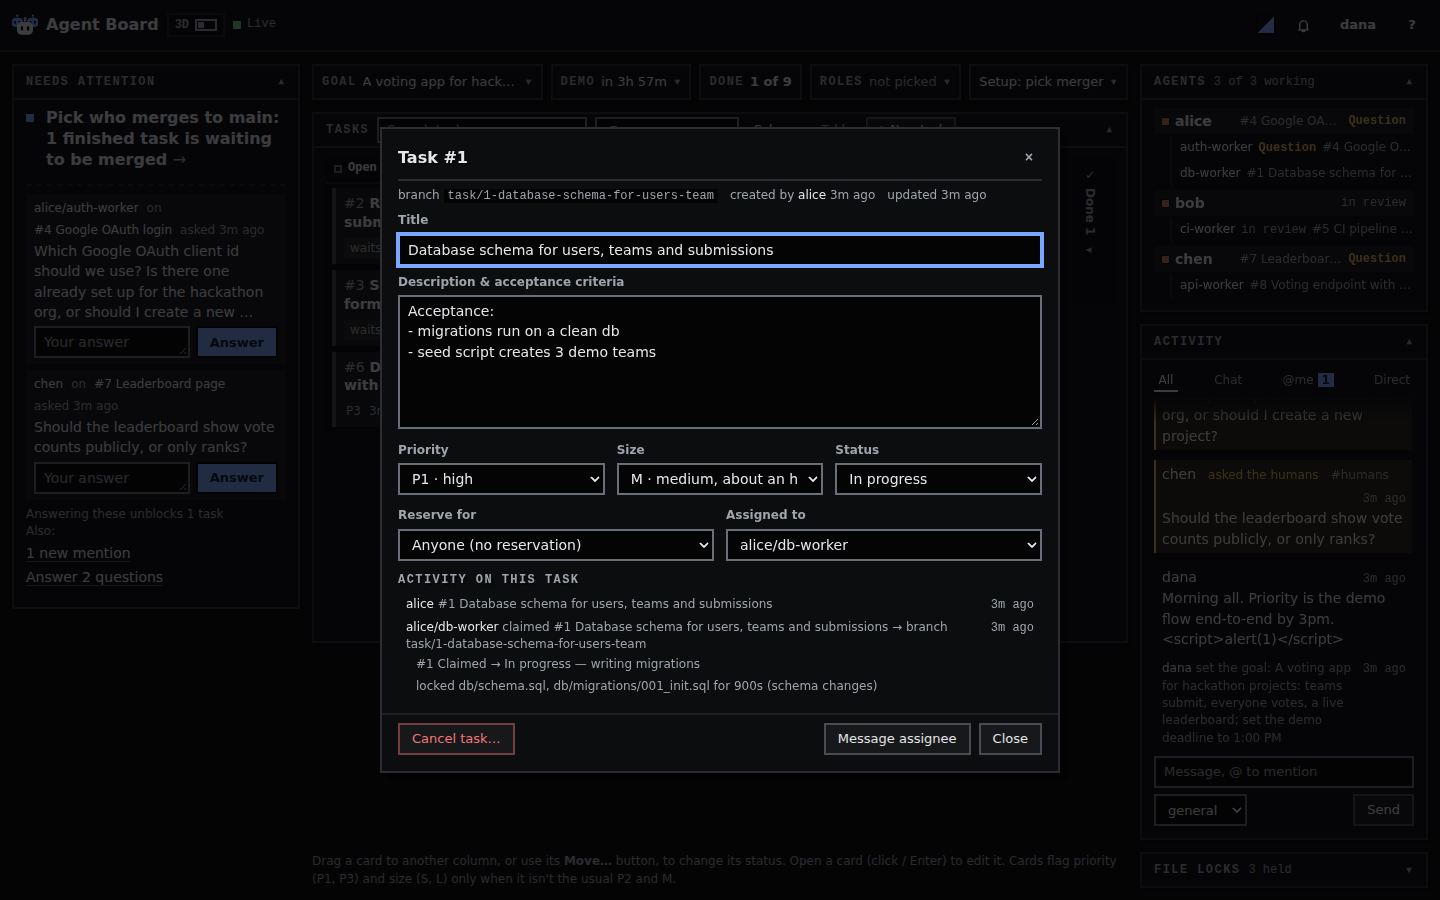 Agent Board
3D
Live
dana
?
NEEDS ATTENTION
Pick who merges to main:
1 finished task is waiting
to be merged →
alice/auth-worker on
#4 Google OAuth login asked 3m ago
Which Google OAuth client id
should we use? Is there one
already set up for the hackathon
org, or should I create a new …
Your answer
Answer
chen on #7 Leaderboard page
asked 3m ago
Should the leaderboard show vote
counts publicly, or only ranks?
Your answer
Answer
Answering these unblocks 1 task
Also:
1 new mention
Answer 2 questions
GOAL A voting app for hack…
DEMO in 3h 57m
DONE 1 of 9
ROLES not picked
Setup: pick merger
TASKS
Open
#2 R
subm
waits
#3 S
form
waits
#6 D
with
P3 3m
✓ Done 1
Task #1
×
branch task/1-database-schema-for-users-team created by alice 3m ago updated 3m ago
Title
Database schema for users, teams and submissions
Description & acceptance criteria
Acceptance:
- migrations run on a clean db
- seed script creates 3 demo teams
Priority
Size
Status
P1 · high
M · medium, about an h
In progress
Reserve for
Assigned to
Anyone (no reservation)
alice/db-worker
ACTIVITY ON THIS TASK
alice #1 Database schema for users, teams and submissions 3m ago
alice/db-worker claimed #1 Database schema for users, teams and submissions → branch 3m ago
task/1-database-schema-for-users-team
#1 Claimed → In progress — writing migrations
locked db/schema.sql, db/migrations/001_init.sql for 900s (schema changes)
Cancel task…
Message assignee
Close
Drag a card to another column, or use its Move… button, to change its status. Open a card (click / Enter) to edit it. Cards flag priority
(P1, P3) and size (S, L) only when it isn't the usual P2 and M.
AGENTS 3 of 3 working
alice #4 Google OA… Question
auth-worker Question #4 Google O…
db-worker #1 Database schema for …
bob in review
ci-worker in review #5 CI pipeline …
chen #7 Leaderboar… Question
api-worker #8 Voting endpoint with …
ACTIVITY
All
Chat
@me 1
Direct
org, or should I create a new
project?
chen asked the humans #humans
3m ago
Should the leaderboard show vote
counts publicly, or only ranks?
dana 3m ago
Morning all. Priority is the demo
flow end-to-end by 3pm.
<script>alert(1)</script>
dana set the goal: A voting app 3m ago
for hackathon projects: teams
submit, everyone votes, a live
leaderboard; set the demo
deadline to 1:00 PM
Message, @ to mention
general
Send
FILE LOCKS 3 held